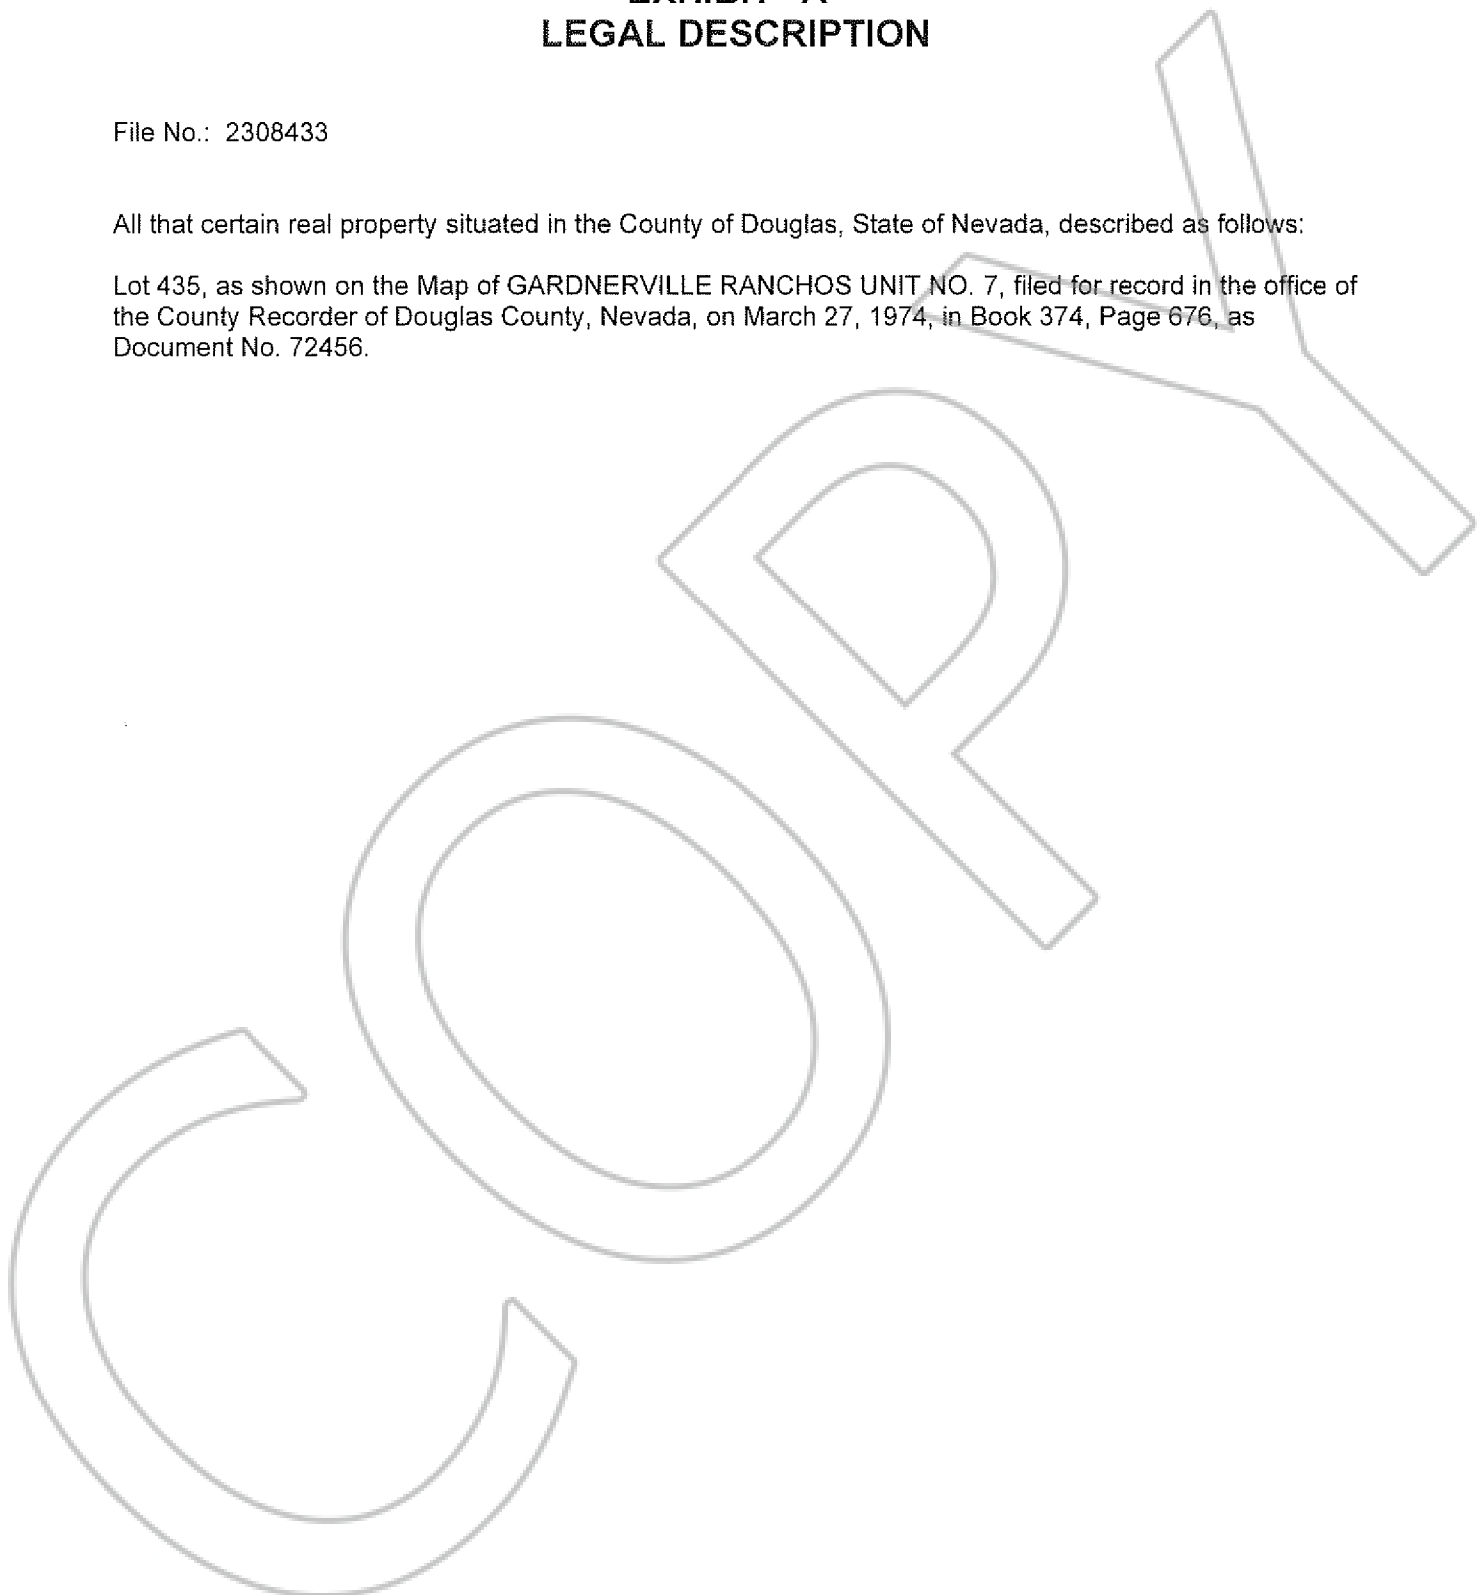 EXHIBIT "A"
LEGAL DESCRIPTION
File No.: 2308433
All that certain real property situated in the County of Douglas, State of Nevada, described as follows:
Lot 435, as shown on the Map of GARDNERVILLE RANCHOS UNIT NO. 7, filed for record in the office of
the County Recorder of Douglas County, Nevada, on March 27, 1974, in Book 374, Page 676, as
Document No. 72456.
COPY